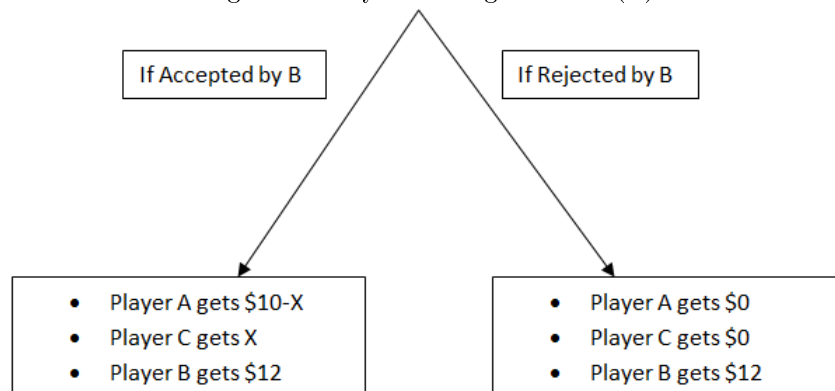 If Accepted by B
If Rejected by B
• Player A gets $10-X
• Player C gets X
• Player B gets $12
• Player A gets $0
• Player C gets $0
• Player B gets $12